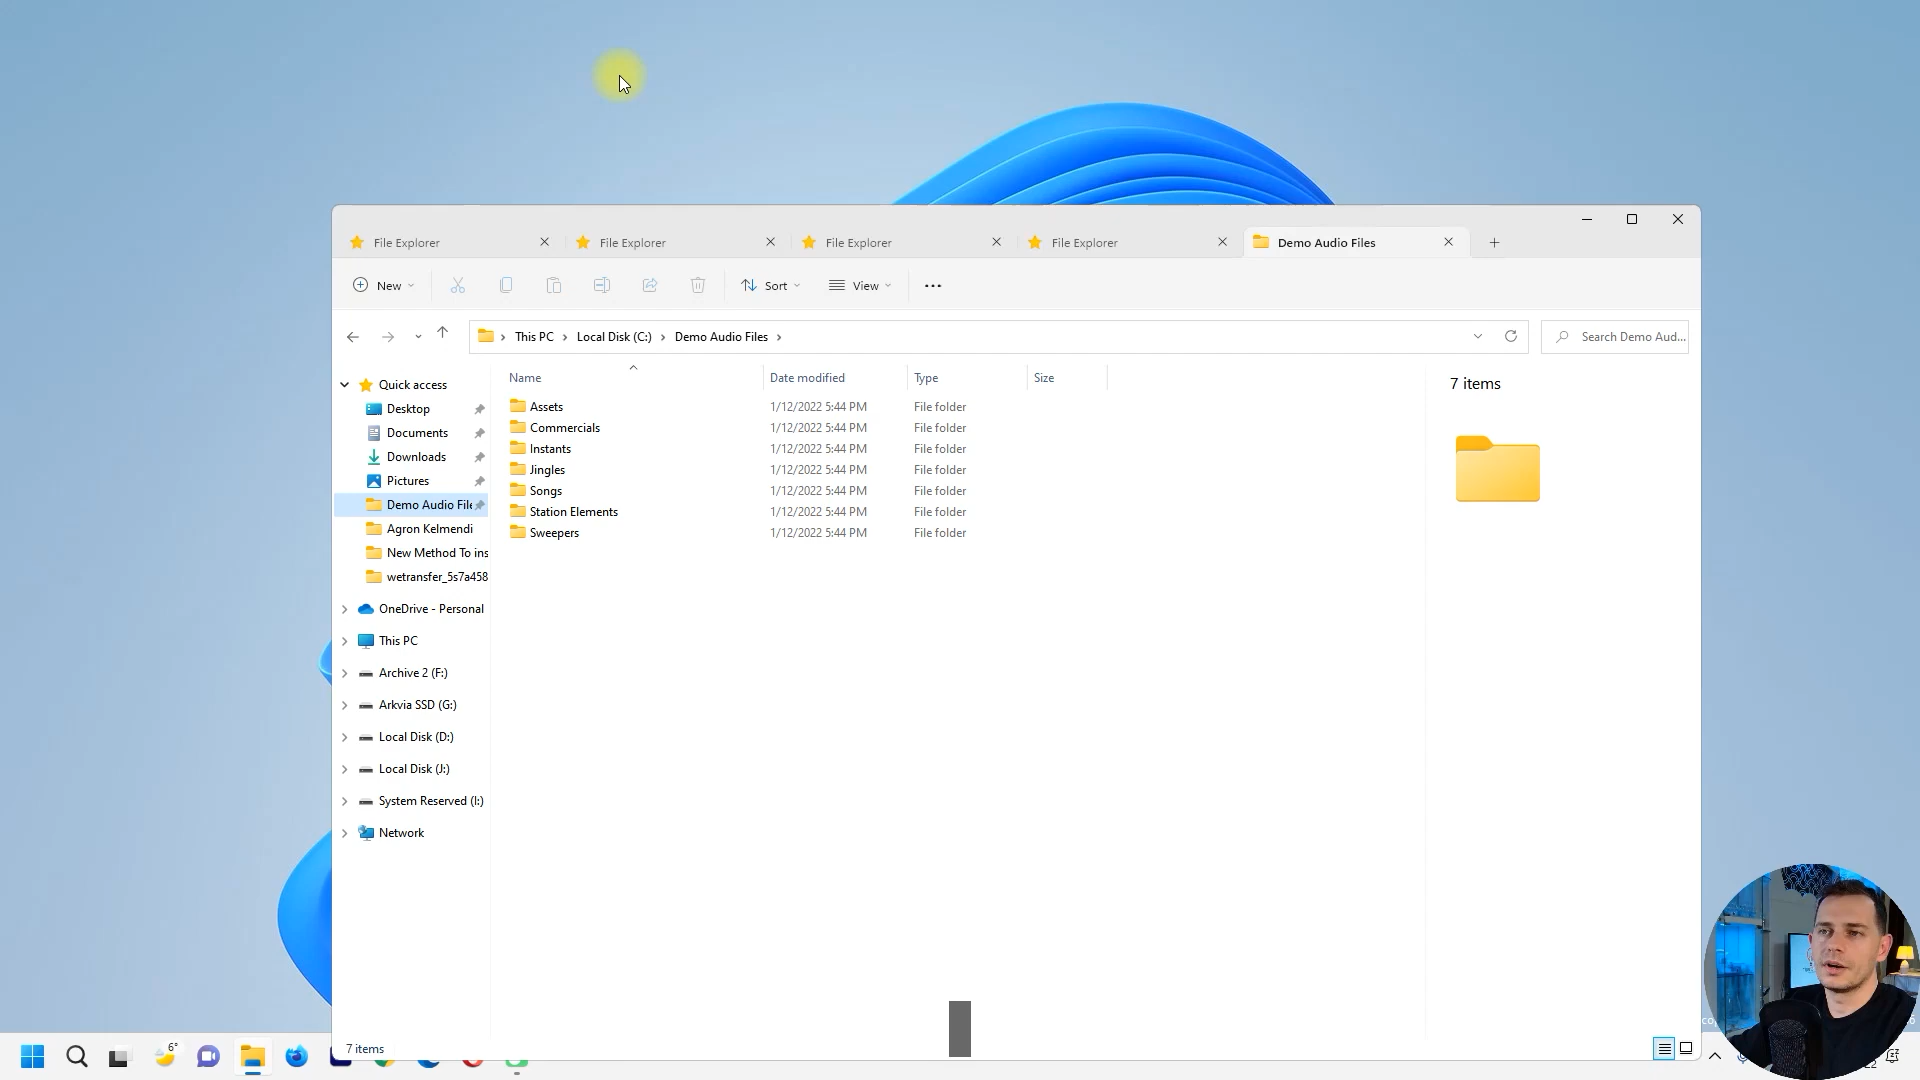 File Explorer
File Explorer
File Explorer
File Explorer
Demo Audio Files
New
Sort
View
This PC
Local Disk (C:)
Demo Audio Files
Search Demo Aud...
Name
Date modified
Type
Size
Quick access
Desktop
Documents
Downloads
Pictures
Demo Audio File
Agron Kelmendi
New Method To ins
wetransfer_5s7a458
OneDrive - Personal
This PC
Archive 2 (F:)
Arkvia SSD (G:)
Local Disk (D:)
Local Disk (J:)
System Reserved (I:)
Network
Assets 1/12/2022 5:44 PM File folder
Commercials 1/12/2022 5:44 PM File folder
Instants 1/12/2022 5:44 PM File folder
Jingles 1/12/2022 5:44 PM File folder
Songs 1/12/2022 5:44 PM File folder
Station Elements 1/12/2022 5:44 PM File folder
Sweepers 1/12/2022 5:44 PM File folder
7 items
7 items
6°